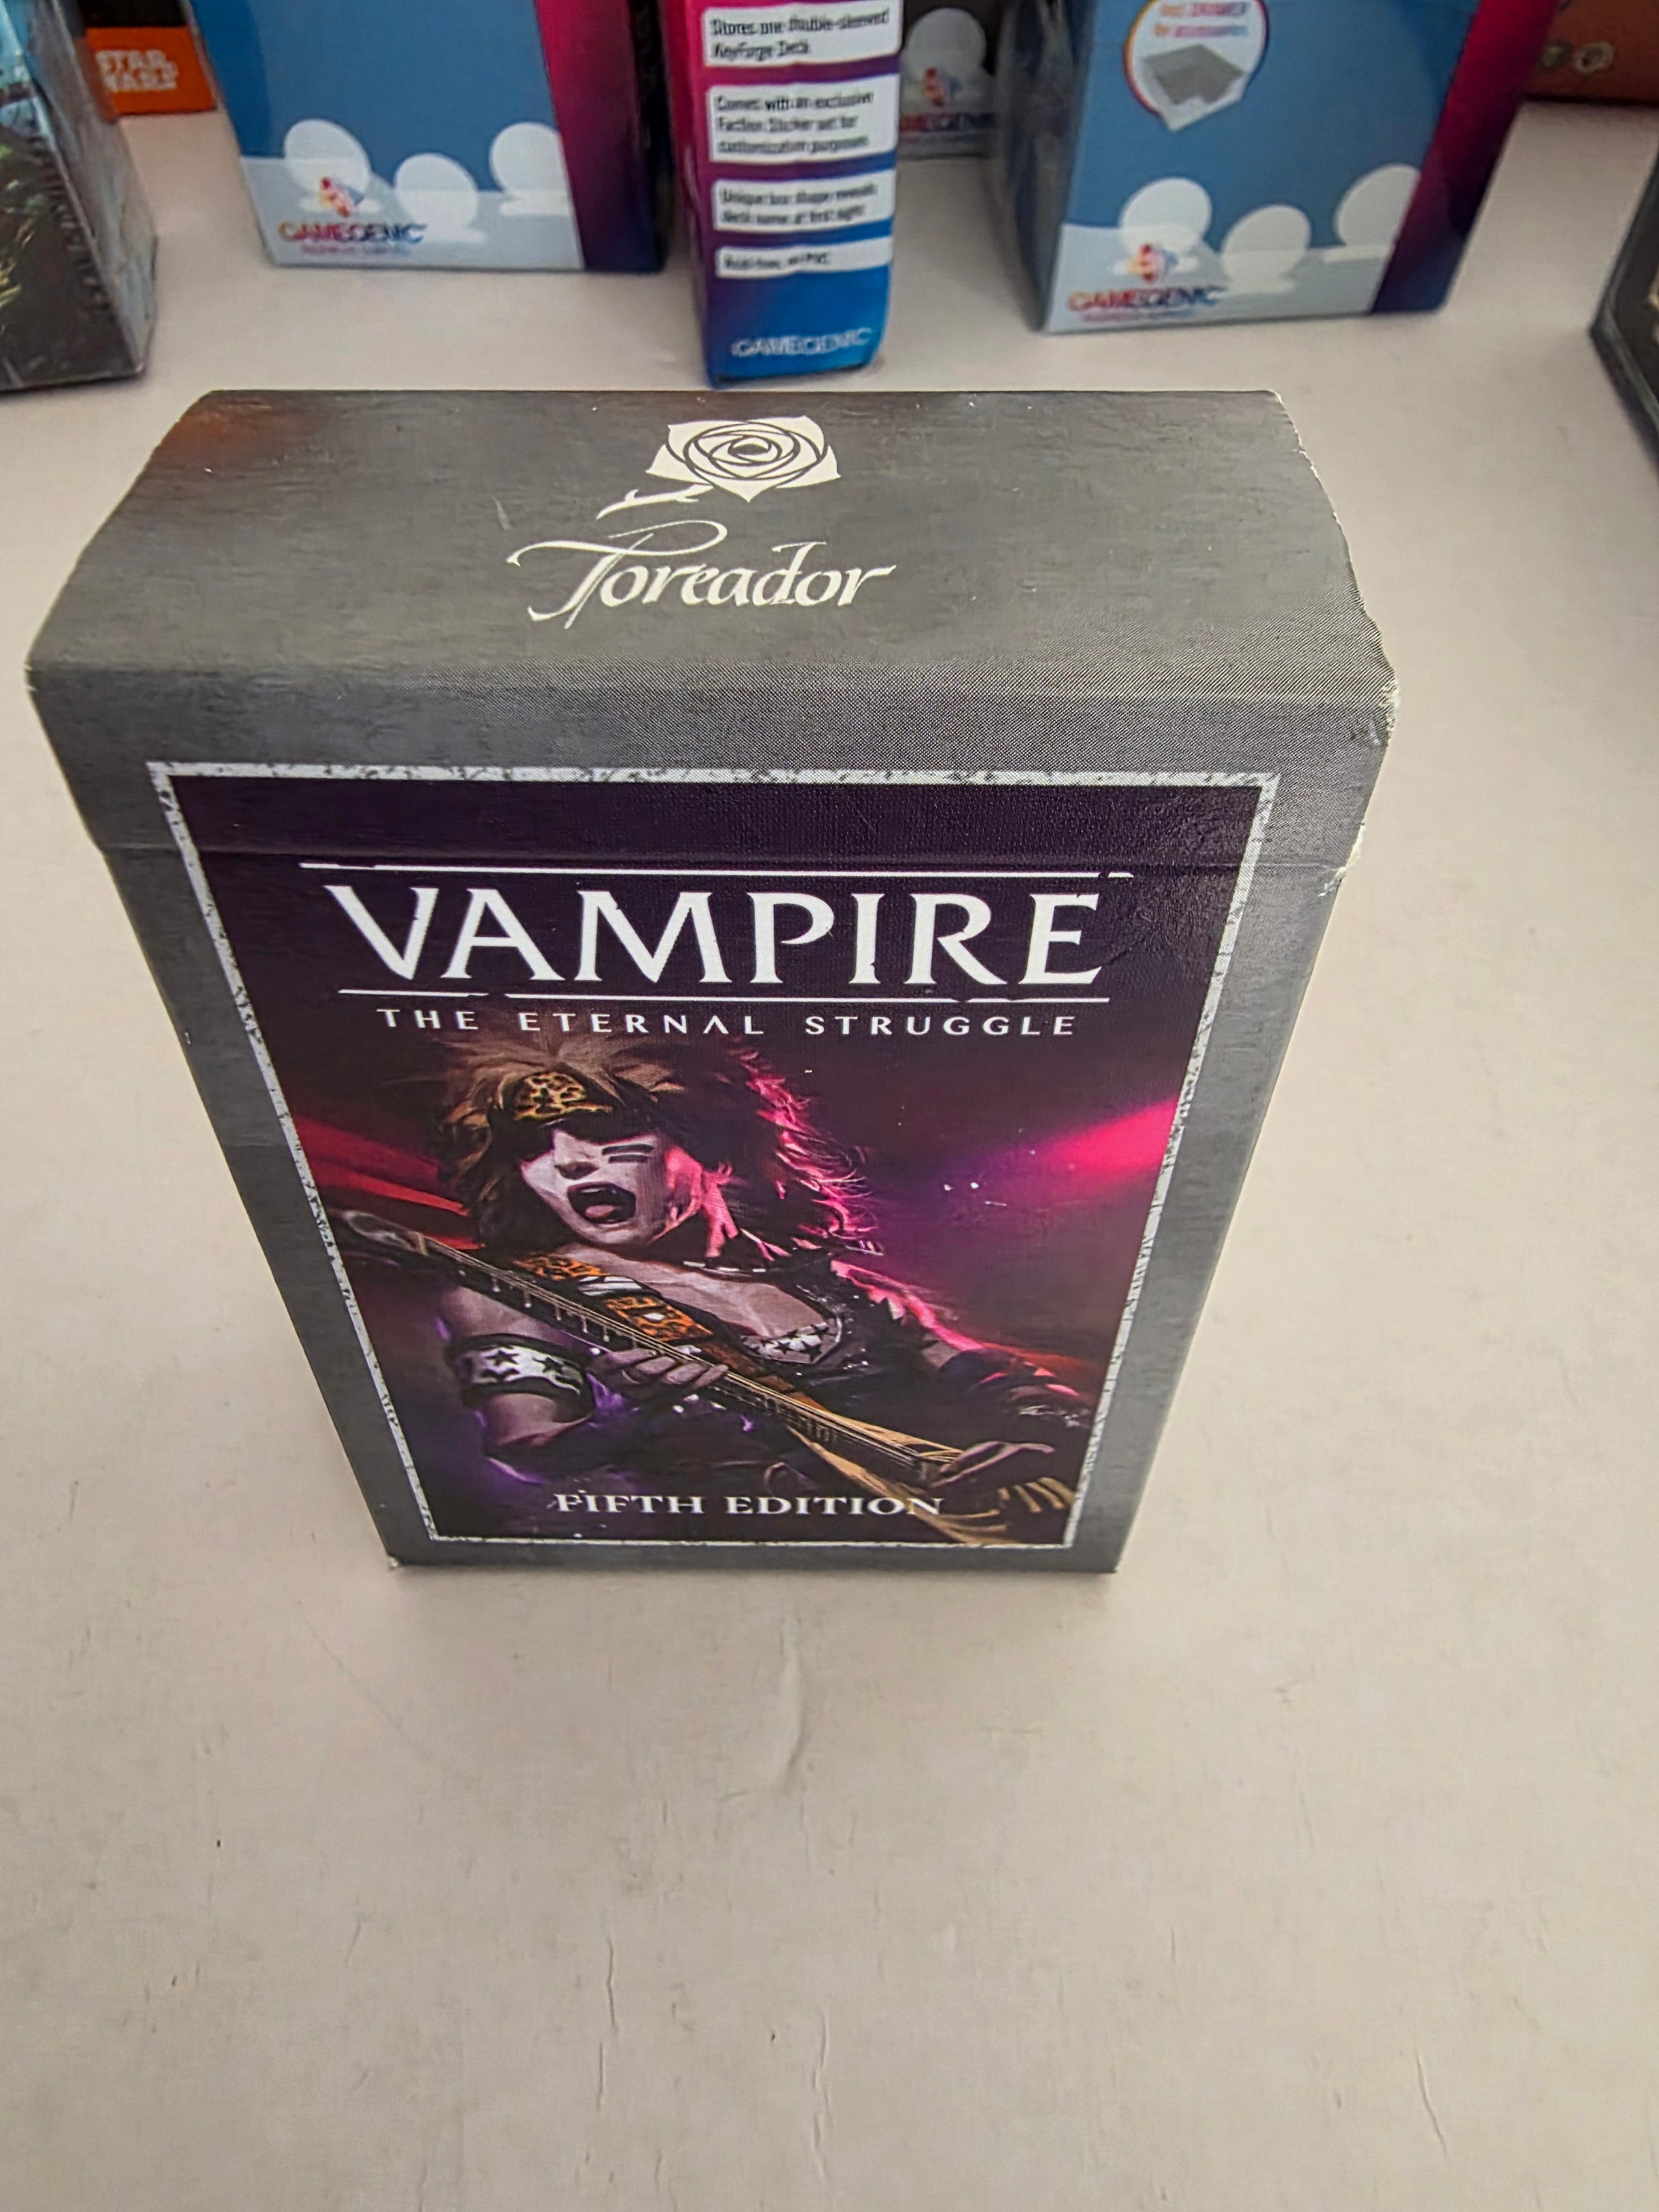 STAR
WARS
GAMEGENIC
Stores one double-sleeved
KeyForge Deck
Comes with an exclusive
Faction Sticker set for
customization purposes
Unique box shape reveals
deck name at first sight
GAMEGENIC
GAMEGENIC
Toreador
VAMPIRE
THE ETERNAL STRUGGLE
FIFTH EDITION